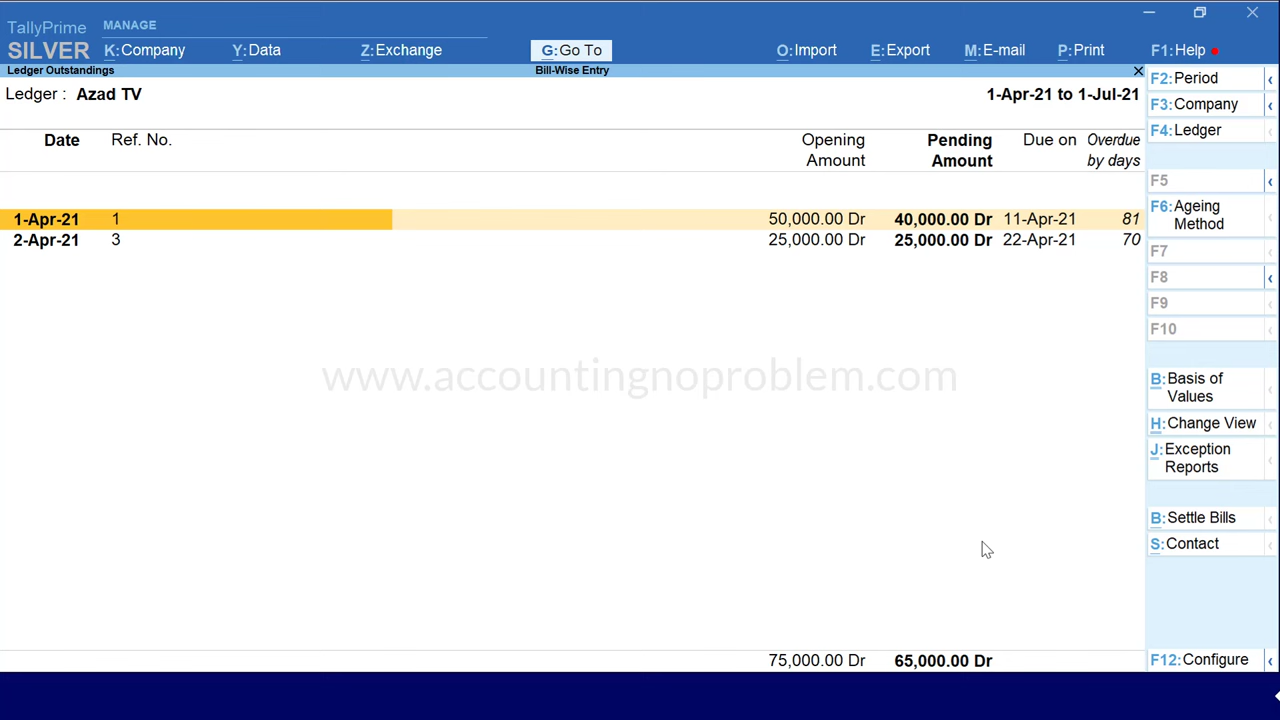 TallyPrime MANAGE
SILVER K:Company Y:Data Z:Exchange G:Go To O:Import E:Export M:E-mail P:Print F1:Help
Ledger Outstandings Bill-Wise Entry
Ledger : Azad TV 1-Apr-21 to 1-Jul-21
Date Ref. No. Opening Pending Due on Overdue
Amount Amount by days
1-Apr-21 1 50,000.00 Dr 40,000.00 Dr 11-Apr-21 81
2-Apr-21 3 25,000.00 Dr 25,000.00 Dr 22-Apr-21 70
www.accountingnoproblem.com
75,000.00 Dr 65,000.00 Dr
F2:Period
F3:Company
F4:Ledger
F5
F6:Ageing
Method
F7
F8
F9
F10
B:Basis of
Values
H:Change View
J:Exception
Reports
B:Settle Bills
S:Contact
F12:Configure